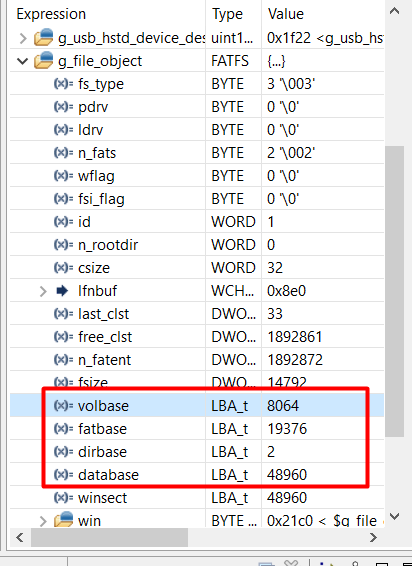 Expression Type Value
g_usb_hstd_device_des uint1... 0x1f22 <g_usb_hst
g_file_object FATFS {...}
(x)= fs_type BYTE 3 '\003'
(x)= pdrv BYTE 0 '\0'
(x)= ldrv BYTE 0 '\0'
(x)= n_fats BYTE 2 '\002'
(x)= wflag BYTE 0 '\0'
(x)= fsi_flag BYTE 0 '\0'
(x)= id WORD 1
(x)= n_rootdir WORD 0
(x)= csize WORD 32
lfnbuf WCH... 0x8e0
(x)= last_clst DWO... 33
(x)= free_clst DWO... 1892861
(x)= n_fatent DWO... 1892872
(x)= fsize DWO... 14792
(x)= volbase LBA_t 8064
(x)= fatbase LBA_t 19376
(x)= dirbase LBA_t 2
(x)= database LBA_t 48960
(x)= winsect LBA_t 48960
win BYTE ... 0x21c0 <g_file_